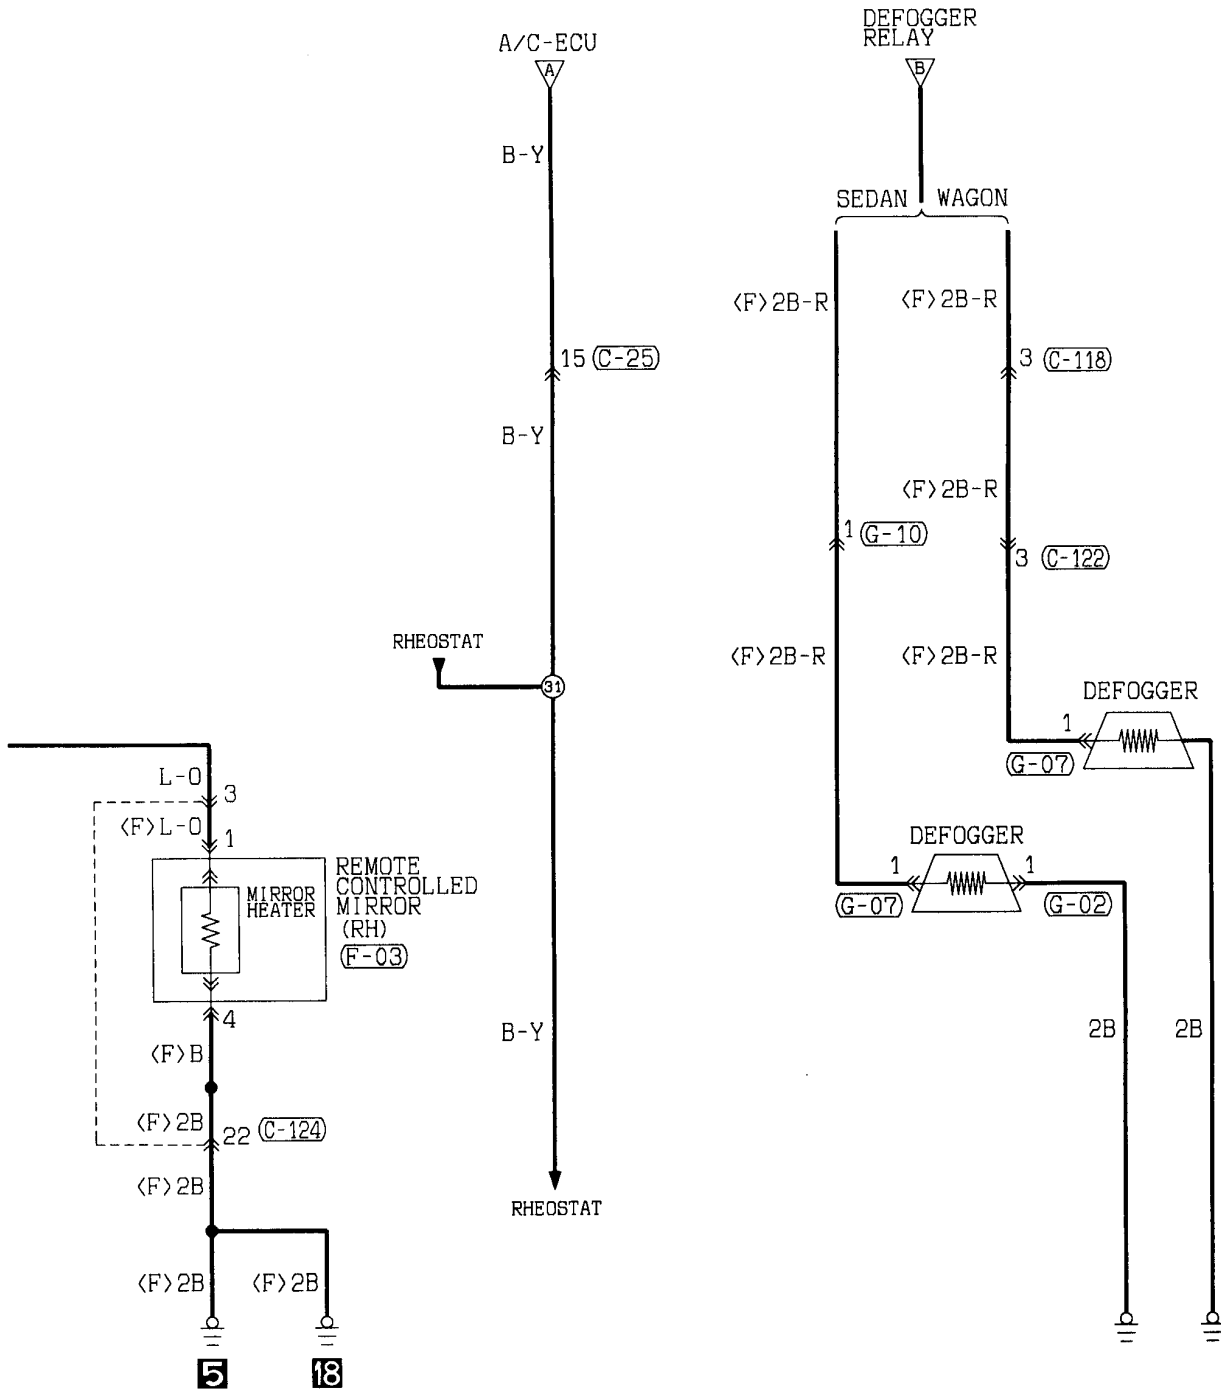 A/C-ECU
A
DEFOGGER
RELAY
B
B-Y
SEDAN
WAGON
<F>2B-R
<F>2B-R
15
C-25
3
C-118
B-Y
<F>2B-R
1
G-10
3
C-122
RHEOSTAT
<F>2B-R
<F>2B-R
31
DEFOGGER
1
G-07
L-O
3
<F>L-O
1
DEFOGGER
REMOTE
CONTROLLED
MIRROR
(RH)
F-03
MIRROR
HEATER
1
1
G-07
G-02
4
B-Y
2B
2B
<F>B
<F>2B
22
C-124
<F>2B
RHEOSTAT
<F>2B
<F>2B
5
18